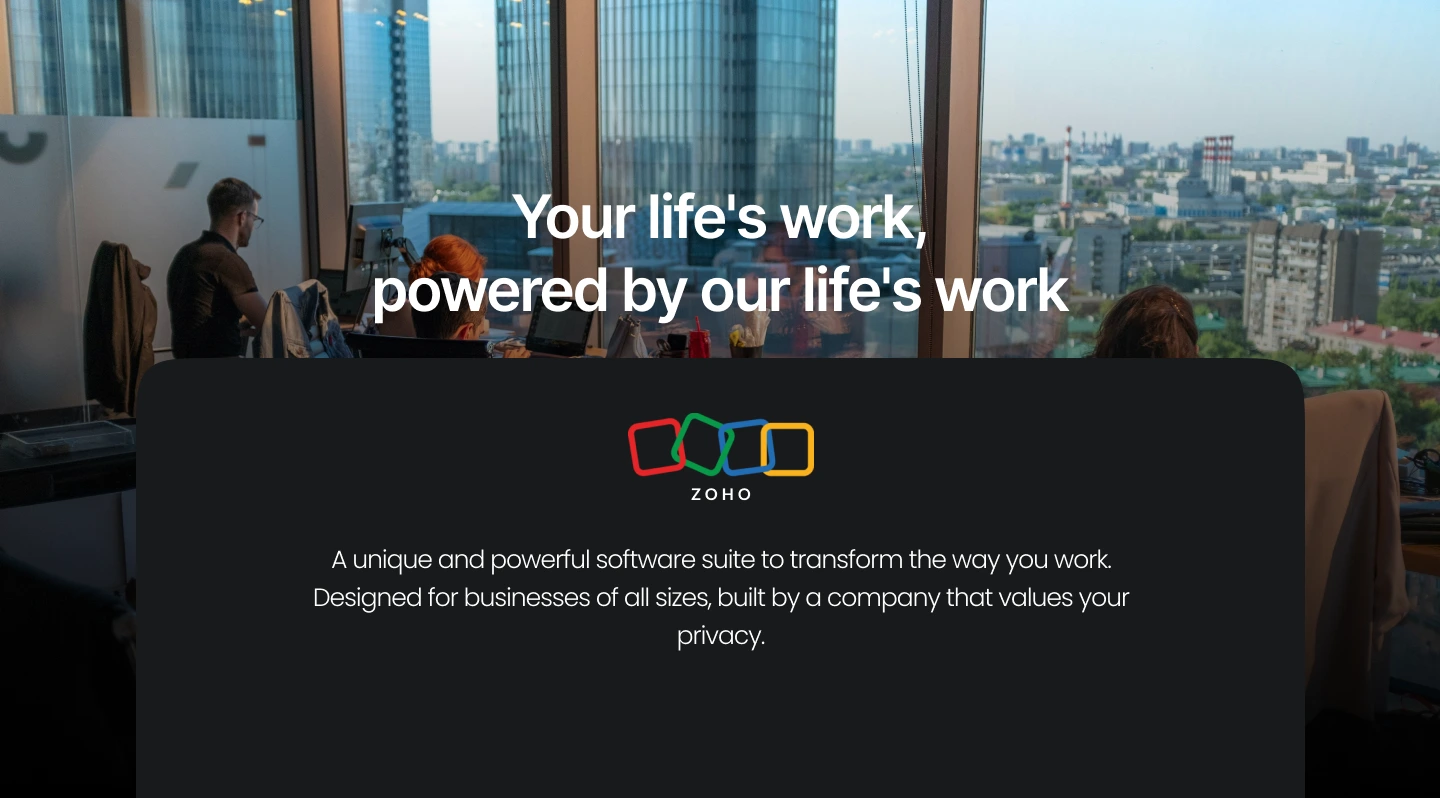 Your life's work,
powered by our life's work
ZOHO
A unique and powerful software suite to transform the way you work.
Designed for businesses of all sizes, built by a company that values your
privacy.